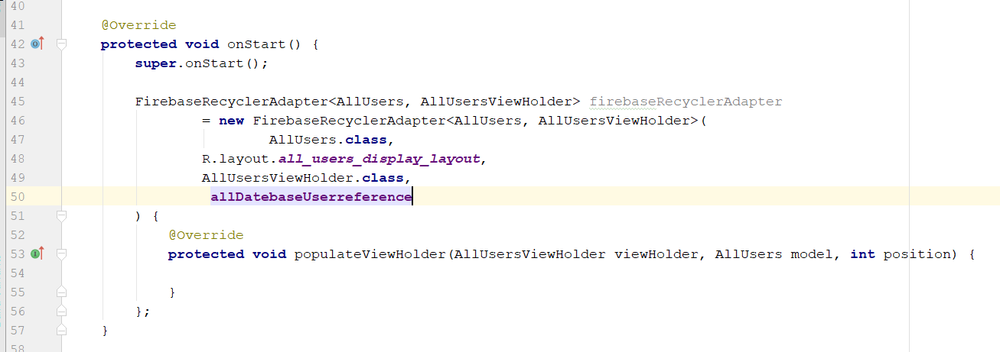 40
41 @Override
42 protected void onStart() {
43 super.onStart();
44
45 FirebaseRecyclerAdapter<AllUsers, AllUsersViewHolder> firebaseRecyclerAdapter
46 = new FirebaseRecyclerAdapter<AllUsers, AllUsersViewHolder>(
47 AllUsers.class,
48 R.layout.all_users_display_layout,
49 AllUsersViewHolder.class,
50 allDatebaseUserreference
51 ) {
52 @Override
53 protected void populateViewHolder(AllUsersViewHolder viewHolder, AllUsers model, int position) {
54
55 }
56 };
57 }
58